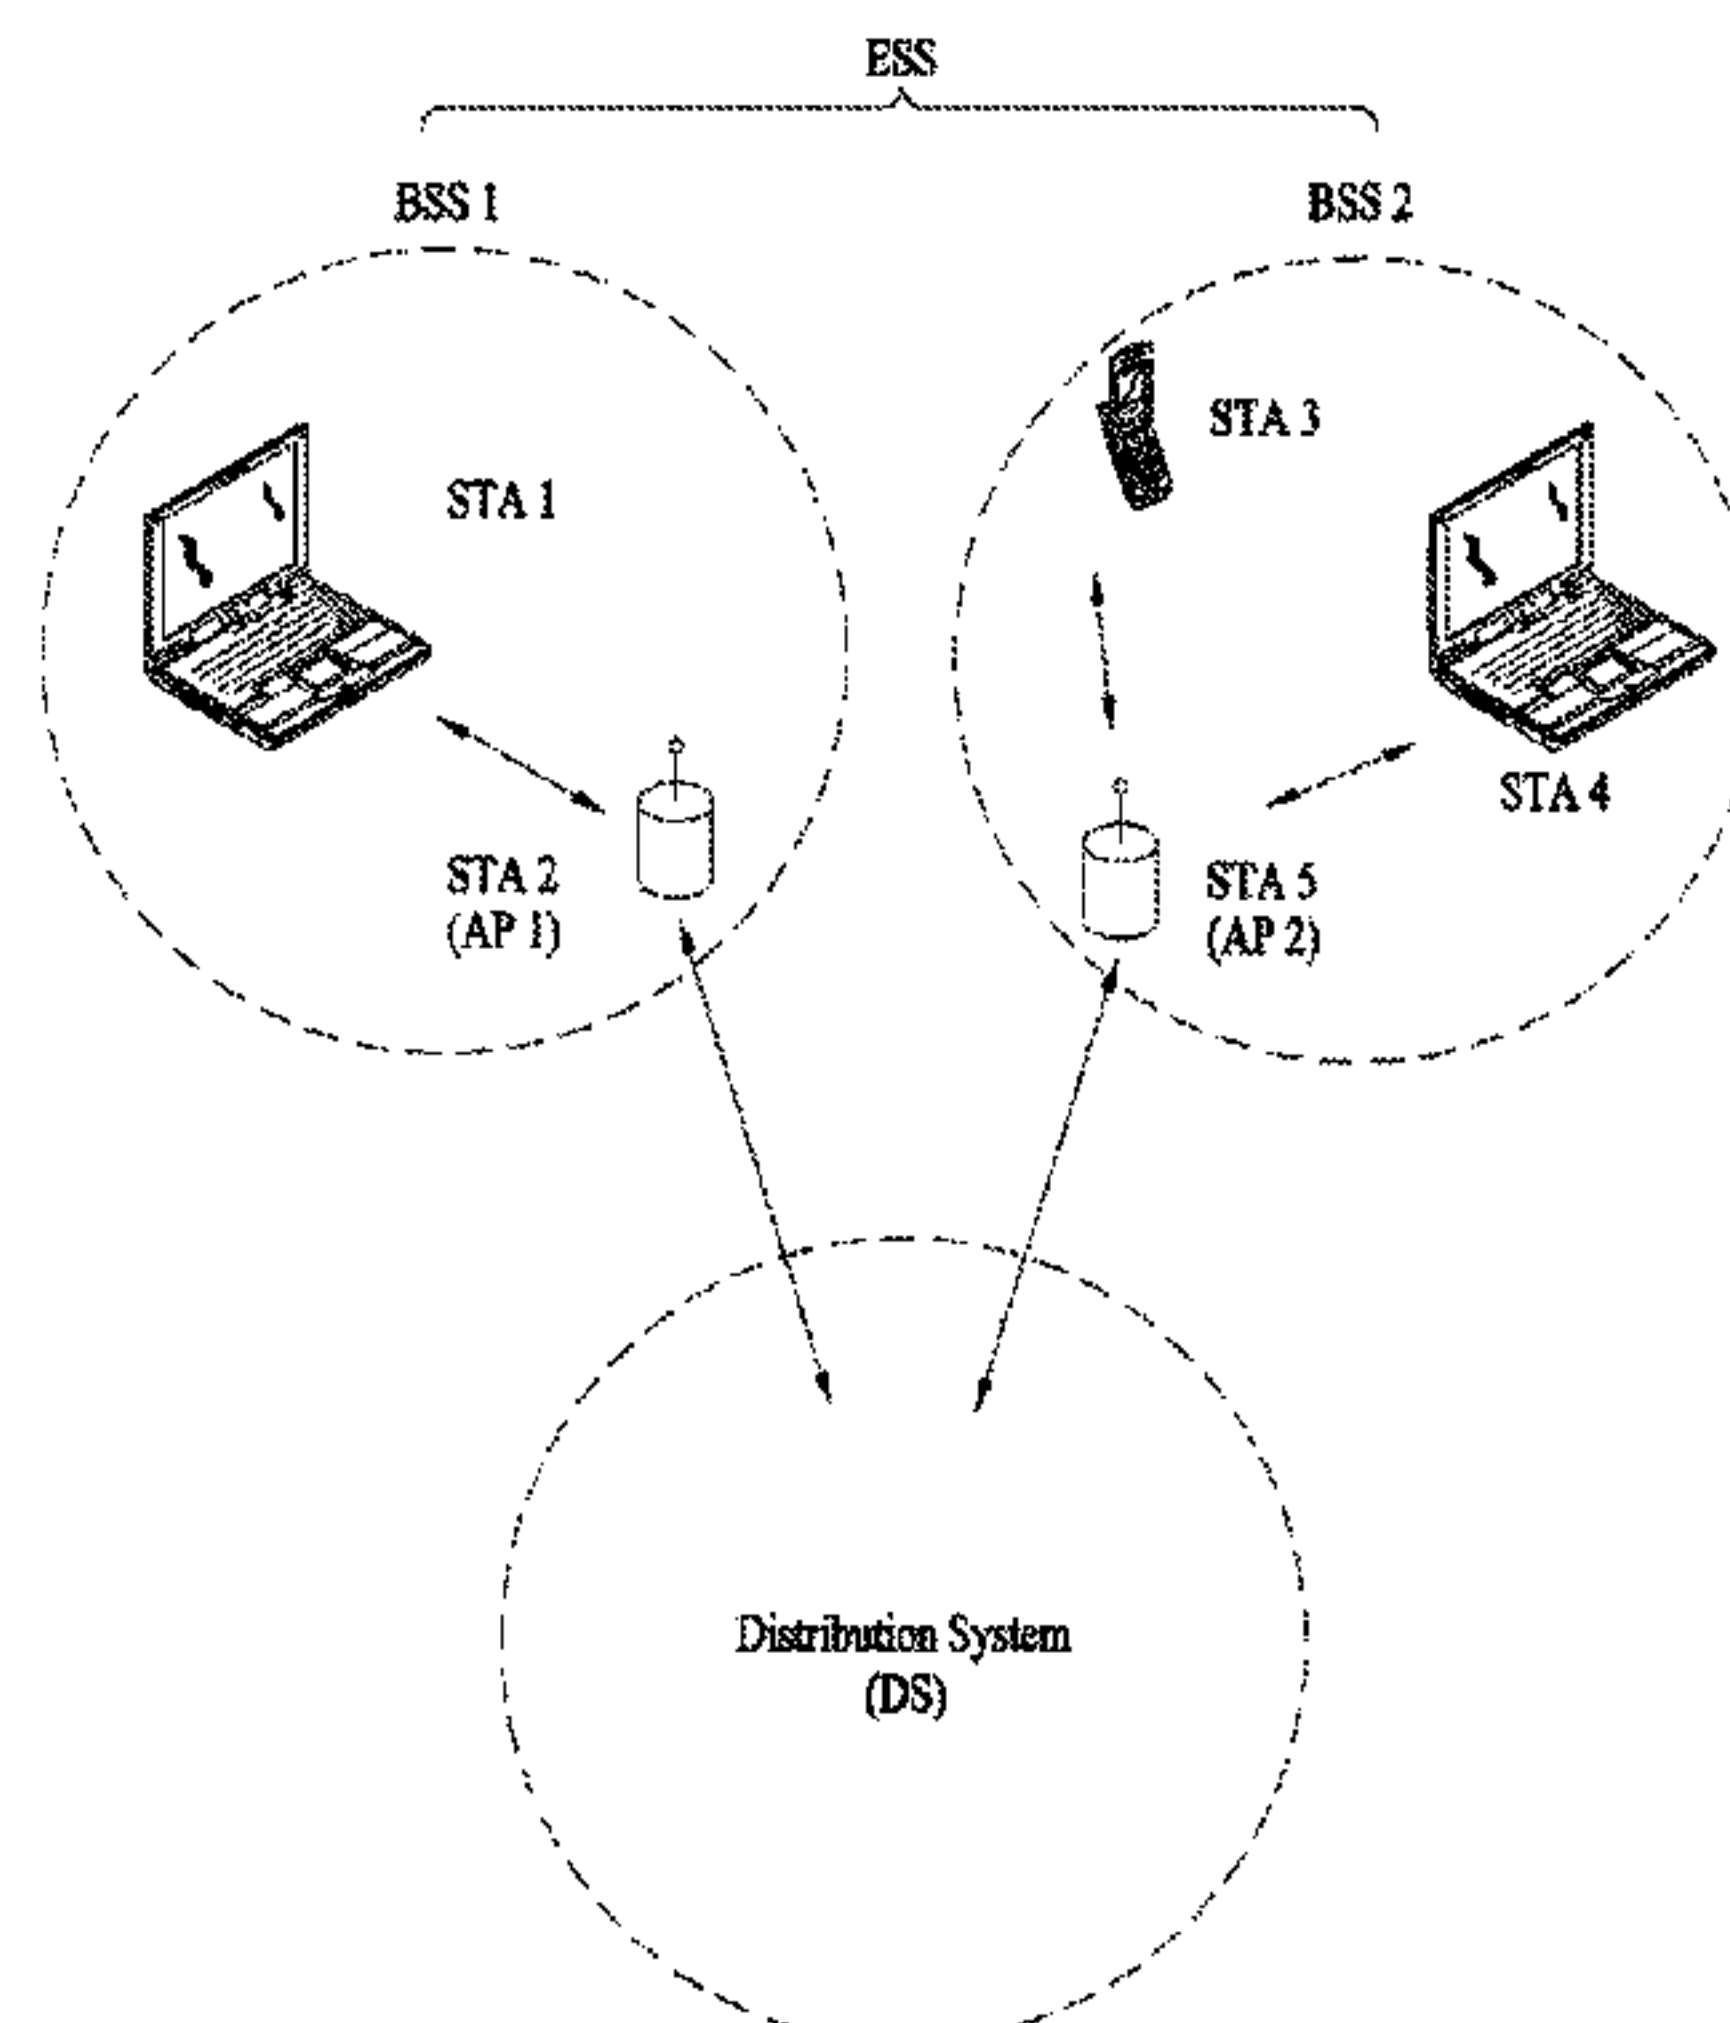 ESS
BSS 1
BSS 2
STA 1
STA 3
STA 4
STA 2
(AP 1)
STA 5
(AP 2)
Distribution System
(DS)